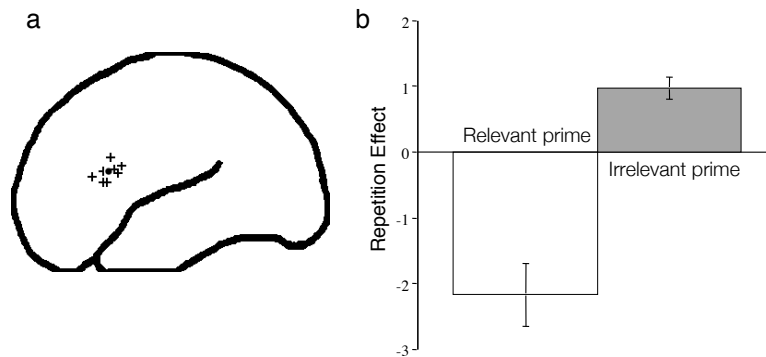 a
b
2
1
0
-1
-2
-3
Repetition Effect
Relevant prime
Irrelevant prime